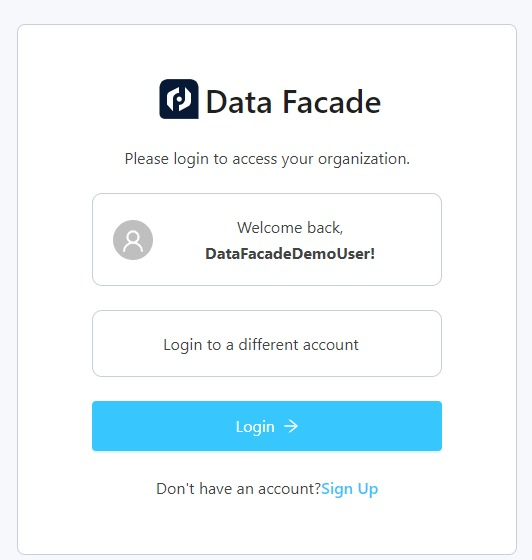 Data Facade
Please login to access your organization.
Welcome back,
DataFacadeDemoUser!
Login to a different account
Login →
Don't have an account?Sign Up